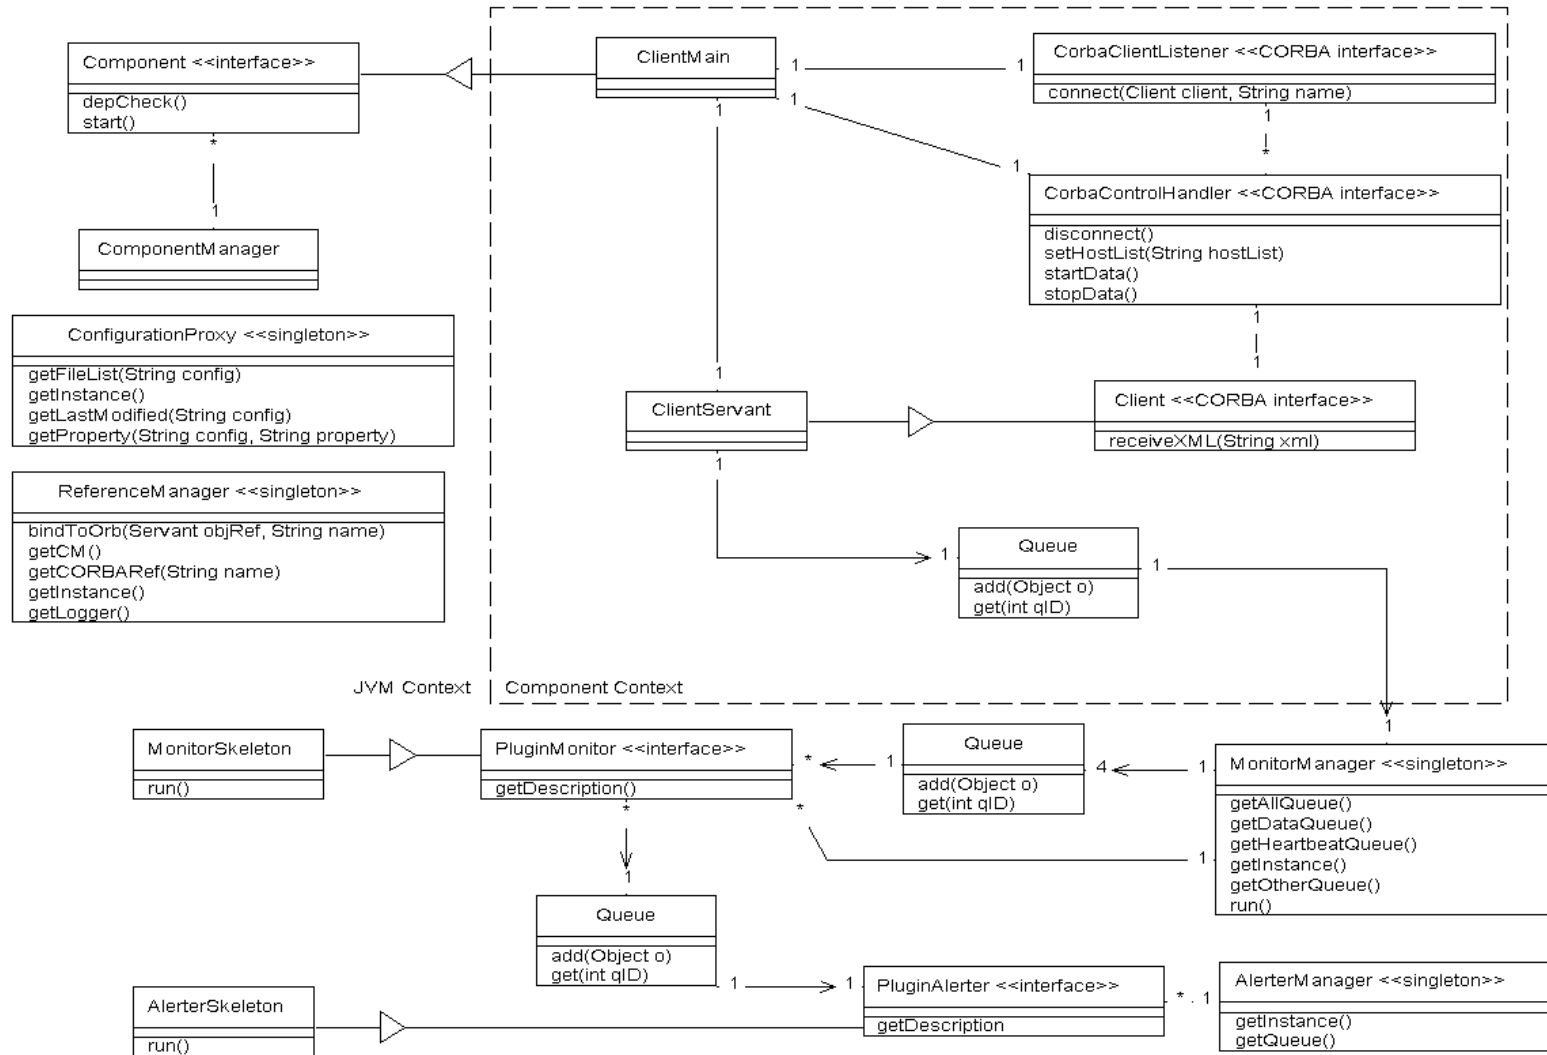 Component <<interface>>
depCheck()
start()
*
1
ComponentManager
ConfigurationProxy <<singleton>>
getFileList(String config)
getInstance()
getLastModified(String config)
getProperty(String config, String property)
ReferenceManager <<singleton>>
bindToOrb(Servant objRef, String name)
getCM()
getCORBARef(String name)
getInstance()
getLogger()
JVM Context
Component Context
ClientMain
1
1
1
1
1
1
CorbaClientListener <<CORBA interface>>
connect(Client client, String name)
1
*
CorbaControlHandler <<CORBA interface>>
disconnect()
setHostList(String hostList)
startData()
stopData()
1
1
ClientServant
1
Client <<CORBA interface>>
receiveXML(String xml)
1
Queue
1
add(Object o)
get(int qID)
1
MonitorSkeleton
run()
PluginMonitor <<interface>>
getDescription()
*
*
*
1
Queue
4
add(Object o)
get(int qID)
1
1
MonitorManager <<singleton>>
getAllQueue()
getDataQueue()
getHeartbeatQueue()
getInstance()
getOtherQueue()
run()
1
Queue
add(Object o)
get(int qID)
1
1
AlerterSkeleton
run()
PluginAlerter <<interface>>
getDescription
*
1
AlerterManager <<singleton>>
getInstance()
getQueue()